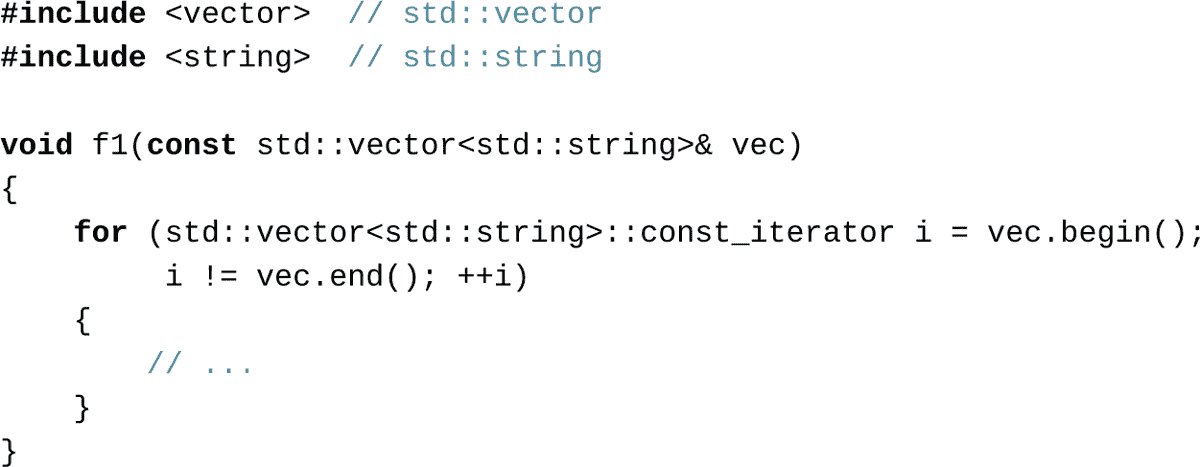 #include <vector>  // std::vector
#include <string>  // std::string

void f1(const std::vector<std::string>& vec)
{
    for (std::vector<std::string>::const_iterator i = vec.begin();
         i != vec.end(); ++i)
    {
        // ...
    }
}